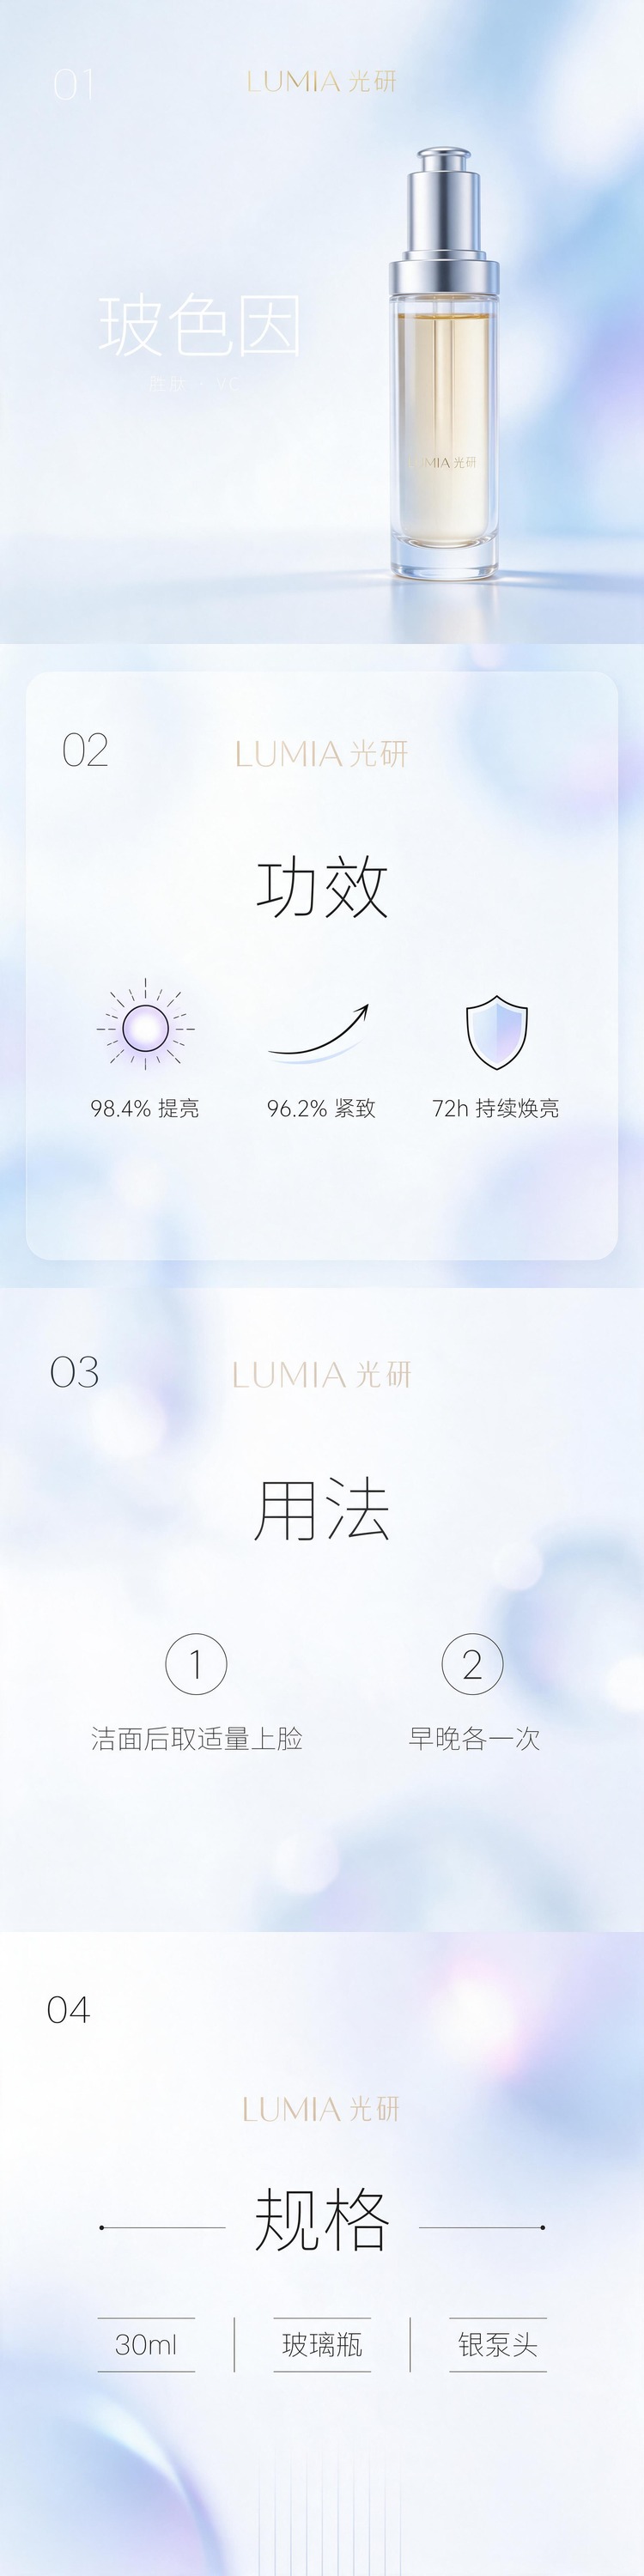 01
LUMIA 光研
玻色因
胜肽 · VC
LUMIA 光研
02
LUMIA 光研
功效
98.4% 提亮
96.2% 紧致
72h 持续焕亮
03
LUMIA 光研
用法
1
2
洁面后取适量上脸
早晚各一次
04
LUMIA 光研
规格
30ml
玻璃瓶
银泵头